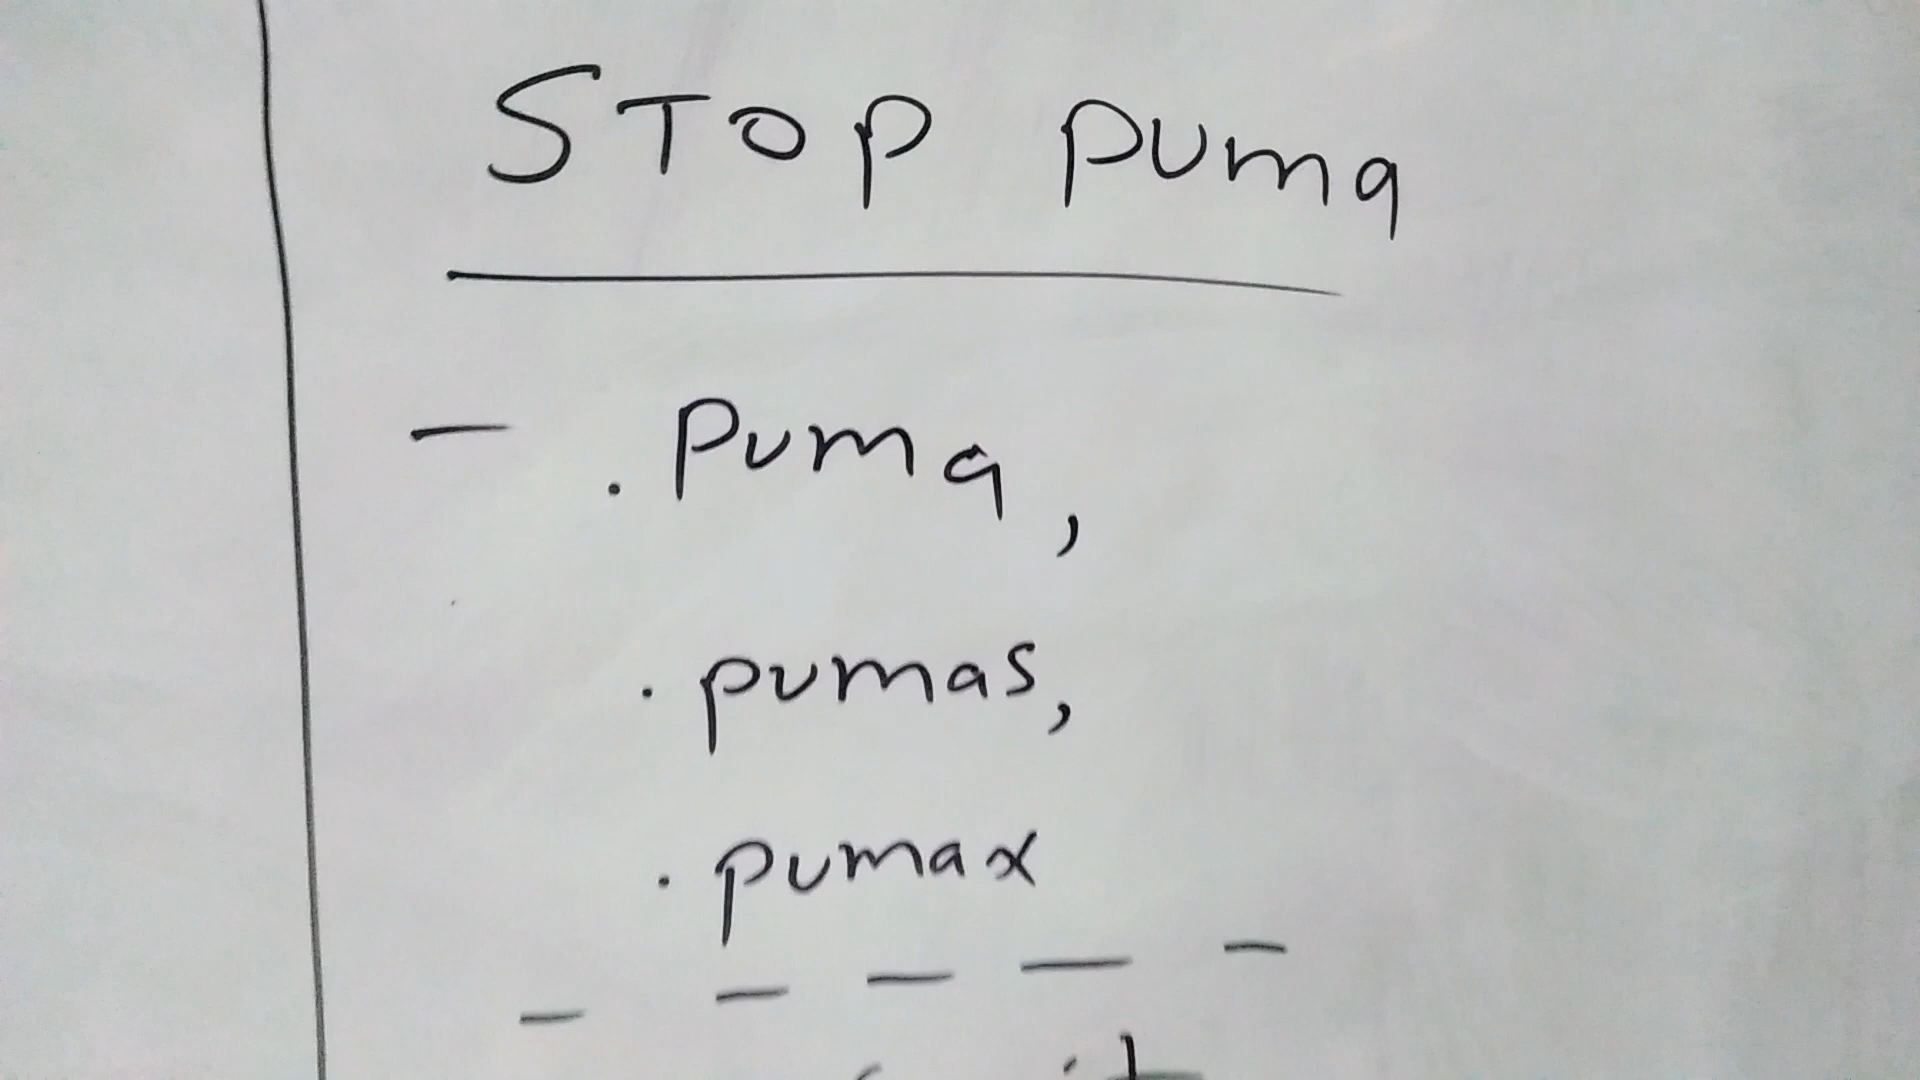 STOP puma
- . Puma,
. pumas,
. pumax
- - - - -